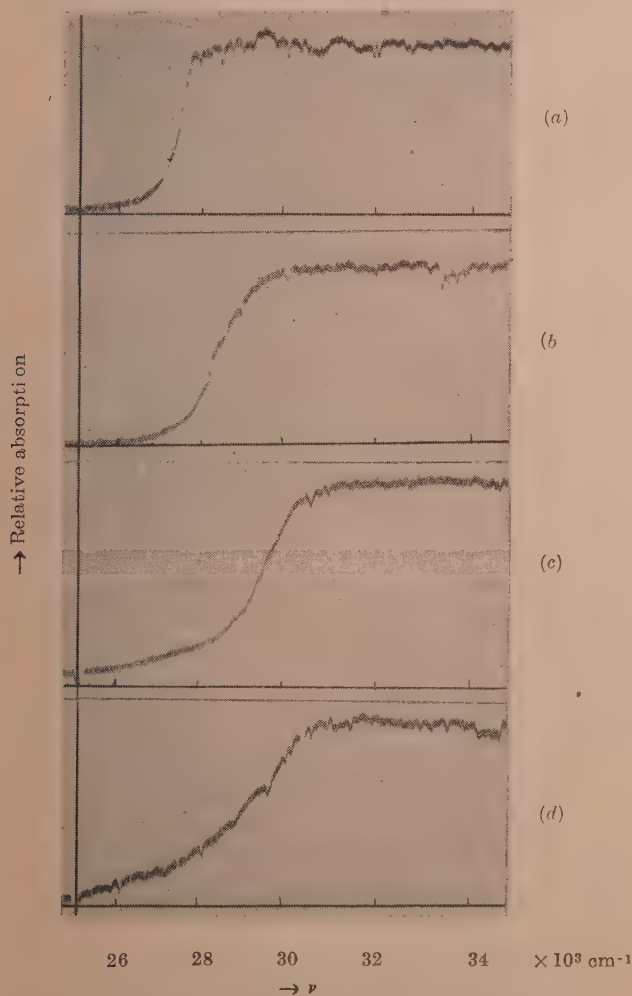 (a)
(b
→ Relative absorption
(c)
(d)
26 28 30 32 34 × 10³ cm⁻¹
→ ν